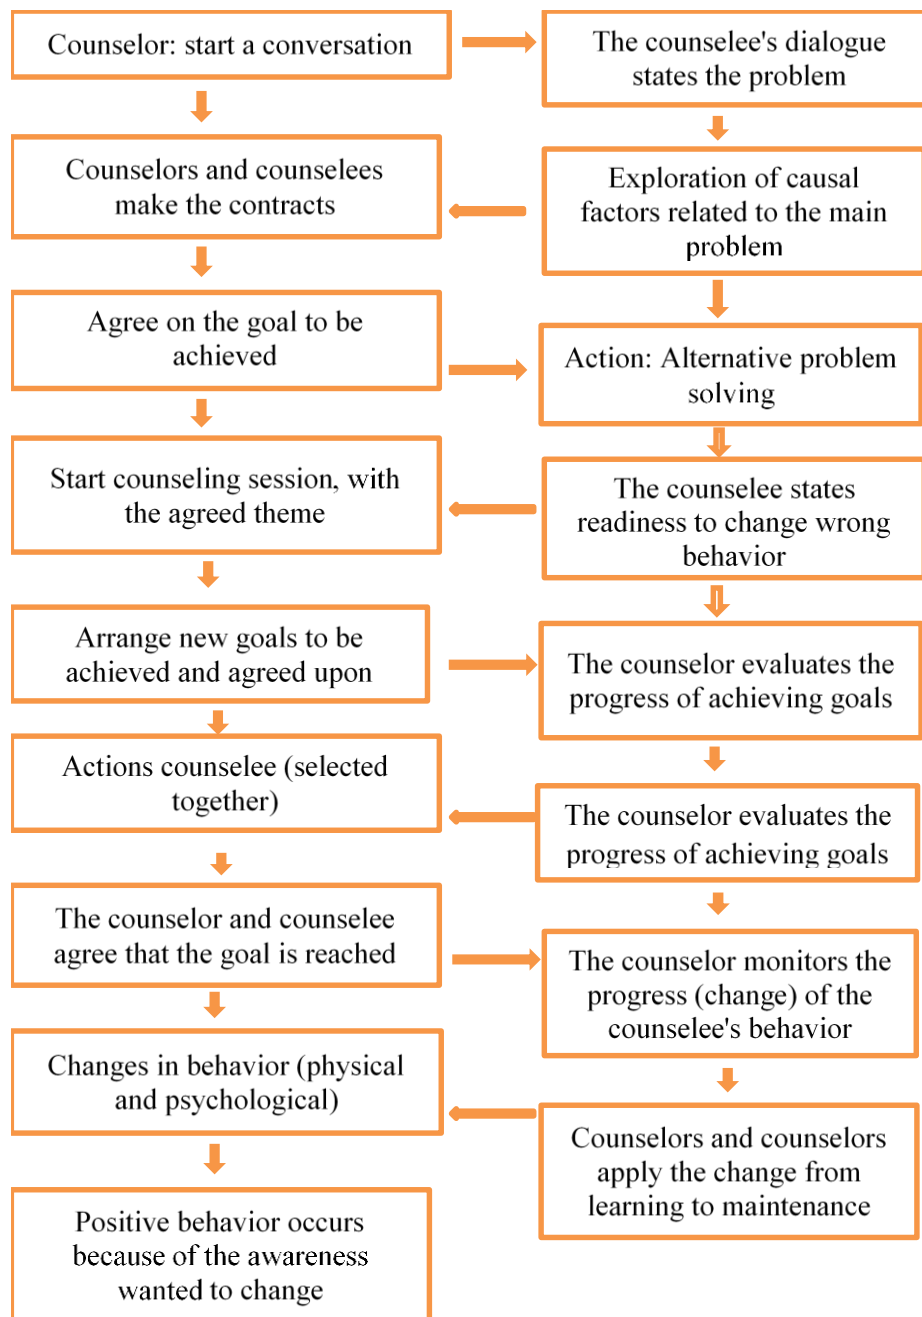 Counselor: start a conversation
The counselee's dialogue
states the problem
Counselors and counselees
make the contracts
Exploration of causal
factors related to the main
problem
Agree on the goal to be
achieved
Action: Alternative problem
solving
Start counseling session, with
the agreed theme
The counselee states
readiness to change wrong
behavior
Arrange new goals to be
achieved and agreed upon
The counselor evaluates the
progress of achieving goals
Actions counselee (selected
together)
The counselor evaluates the
progress of achieving goals
The counselor and counselee
agree that the goal is reached
The counselor monitors the
progress (change) of the
counselee's behavior
Changes in behavior (physical
and psychological)
Counselors and counselors
apply the change from
learning to maintenance
Positive behavior occurs
because of the awareness
wanted to change